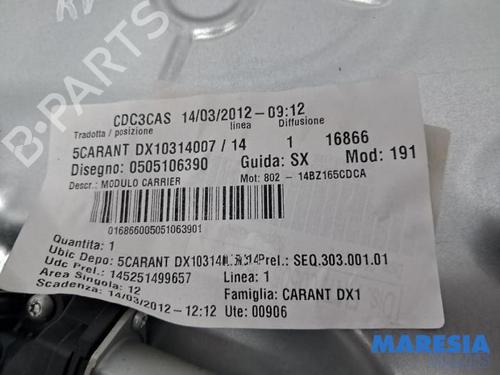 CDC3CAS 14/03/2012-09:12
Tradotta / posizione linea Diffusione
5CARANT DX10314007 / 14 1 16866
Disegno: 0505106390 Guida: SX Mod: 191
Descr.: MODULO CARRIER Mot: 802 - 14BZ165CDCA
016866005051063901
Quantita: 1
Ubic Depo: 5CARANT DX10314 Prel.: SEQ.303.001.01
Udc Prel.: 145251499657 Linea: 1
Area Singola: 12 Famiglia: CARANT DX1
Scadenza: 14/03/2012-12:12 Ute: 00906
MARESIA